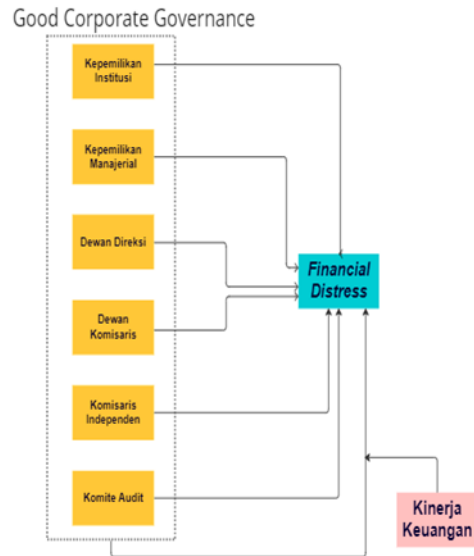 Good Corporate Governance
Kepemilikan
Institusi
Kepemilikan
Manajerial
Dewan Direksi
Dewan
Komisaris
Komisaris
Independen
Komite Audit
Financial
Distress
Kinerja
Keuangan